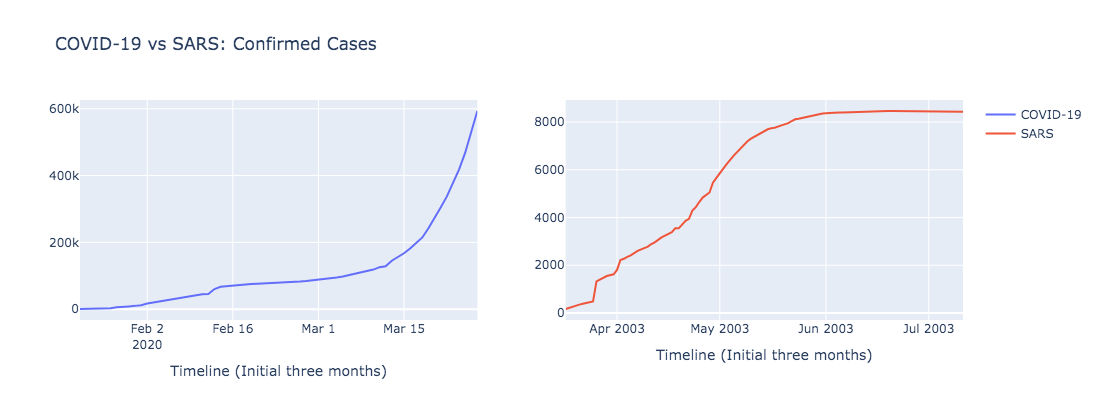 COVID-19 vs SARS: Confirmed Cases
600k
400k
200k
0
Feb 2
2020
Feb 16
Mar 1
Mar 15
Timeline (Initial three months)
8000
6000
4000
2000
0
Apr 2003
May 2003
Jun 2003
Jul 2003
Timeline (Initial three months)
COVID-19
SARS